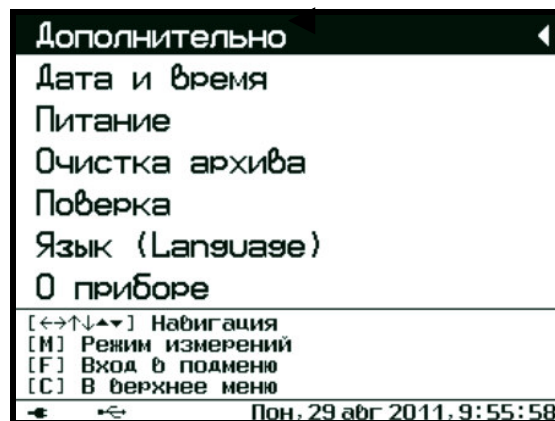 Дополнительно
Дата и время
Питание
Очистка архива
Поверка
Язык (Language)
О приборе
[←→↑↓▲▼] Навигация
[M] Режим измерений
[F] Вход в подменю
[C] В верхнее меню
Пон, 29 авг 2011, 9:55:58